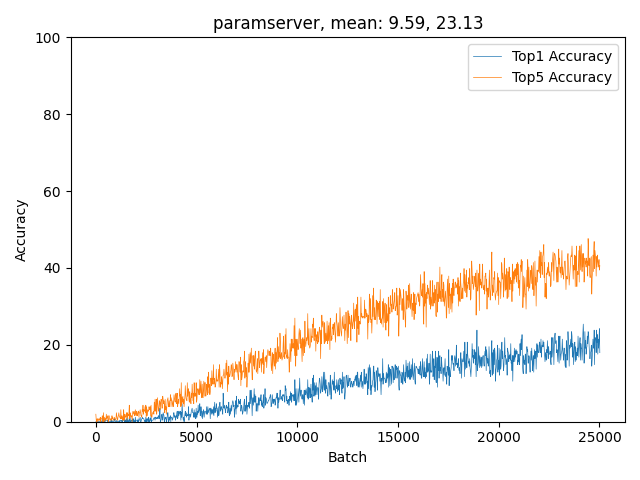 paramserver, mean: 9.59, 23.13
Top1 Accuracy
Top5 Accuracy
100
80
60
40
20
0
Accuracy
0 5000 10000 15000 20000 25000
Batch